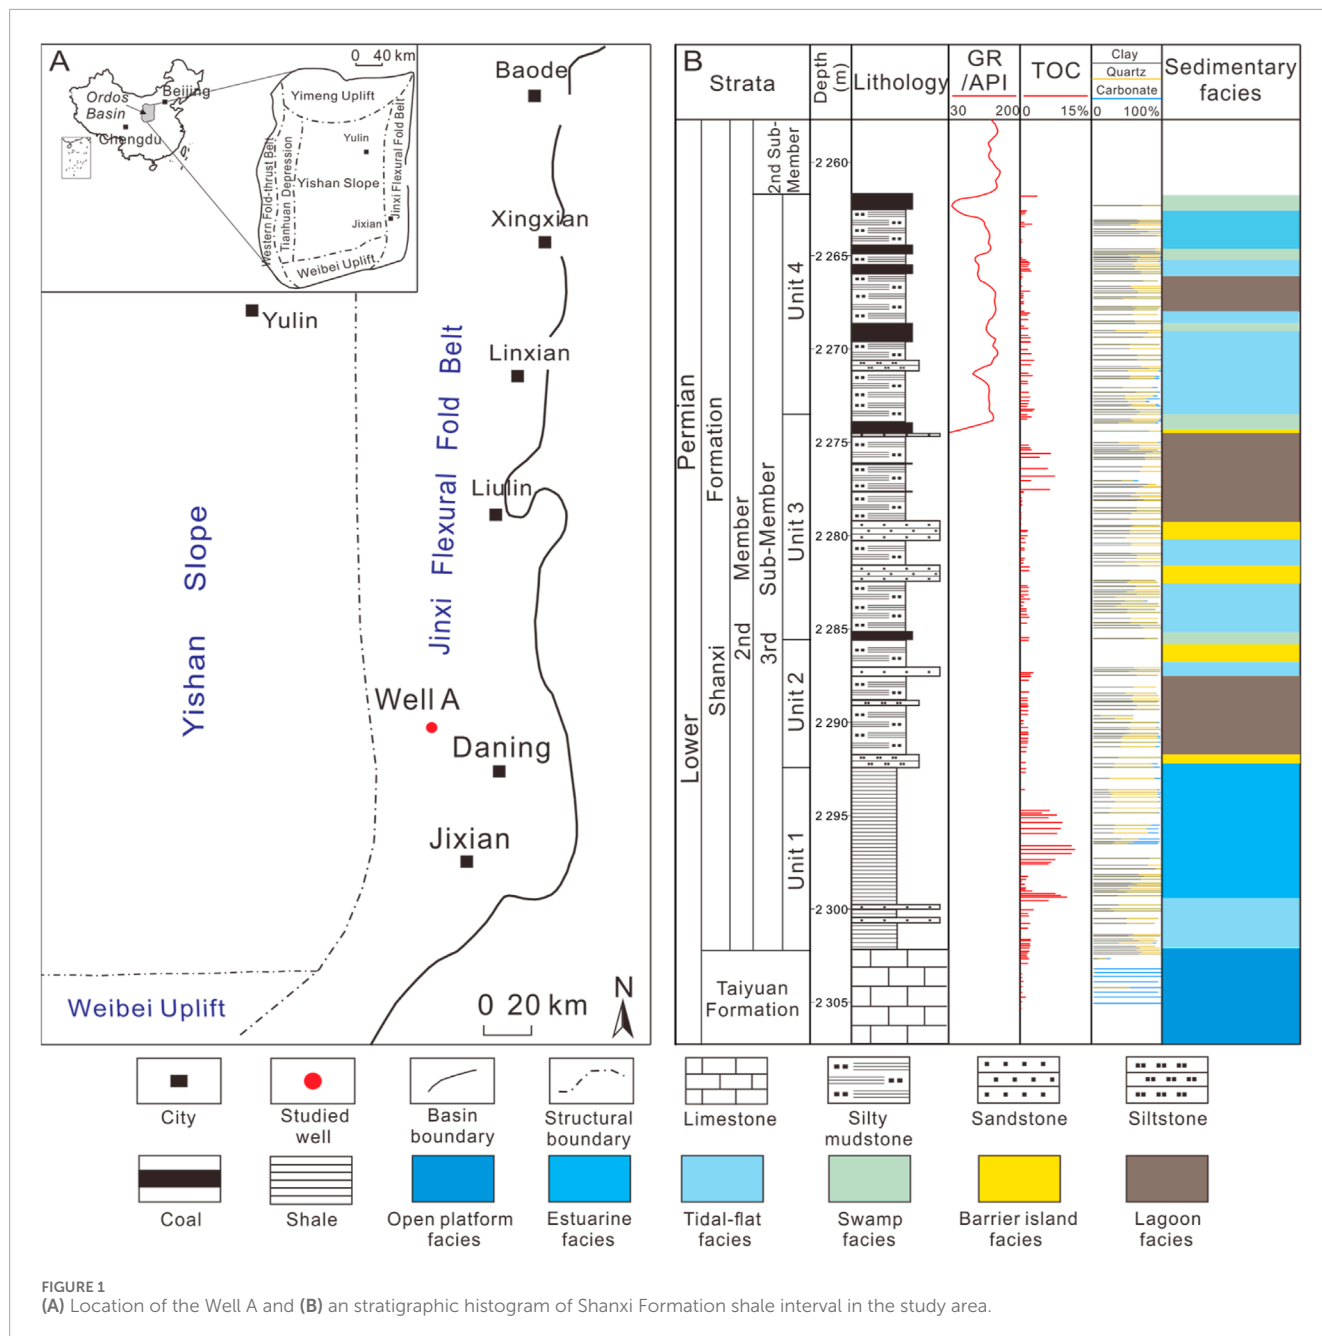 A
0 40 km
Ordos
Basin
Beijing
Chengdu
Yimeng Uplift
Western Fold-thrust Belt
Tianhuan Depression
Yulin
Yishan Slope
Jinxi Flexural Fold Belt
Jixian
Weibei Uplift
Baode
Xingxian
Yulin
Linxian
Liulin
Jinxi Flexural Fold Belt
Yishan Slope
Well A
Daning
Jixian
Weibei Uplift
0 20 km
N
B
Strata
Depth
(m)
Lithology
GR
/API
30 200
TOC
0 15%
Clay
Quartz
Carbonate
0 100%
Sedimentary
facies
Lower Permian
Shanxi Formation
2nd Member
3rd Sub-Member
2nd Sub-
Member
Unit 4
Unit 3
Unit 2
Unit 1
Taiyuan
Formation
2 260
2 265
2 270
2 275
2 280
2 285
2 290
2 295
2 300
2 305
City
Studied
well
Basin
boundary
Structural
boundary
Limestone
Silty
mudstone
Sandstone
Siltstone
Coal
Shale
Open platform
facies
Estuarine
facies
Tidal-flat
facies
Swamp
facies
Barrier island
facies
Lagoon
facies
FIGURE 1
(A) Location of the Well A and (B) an stratigraphic histogram of Shanxi Formation shale interval in the study area.